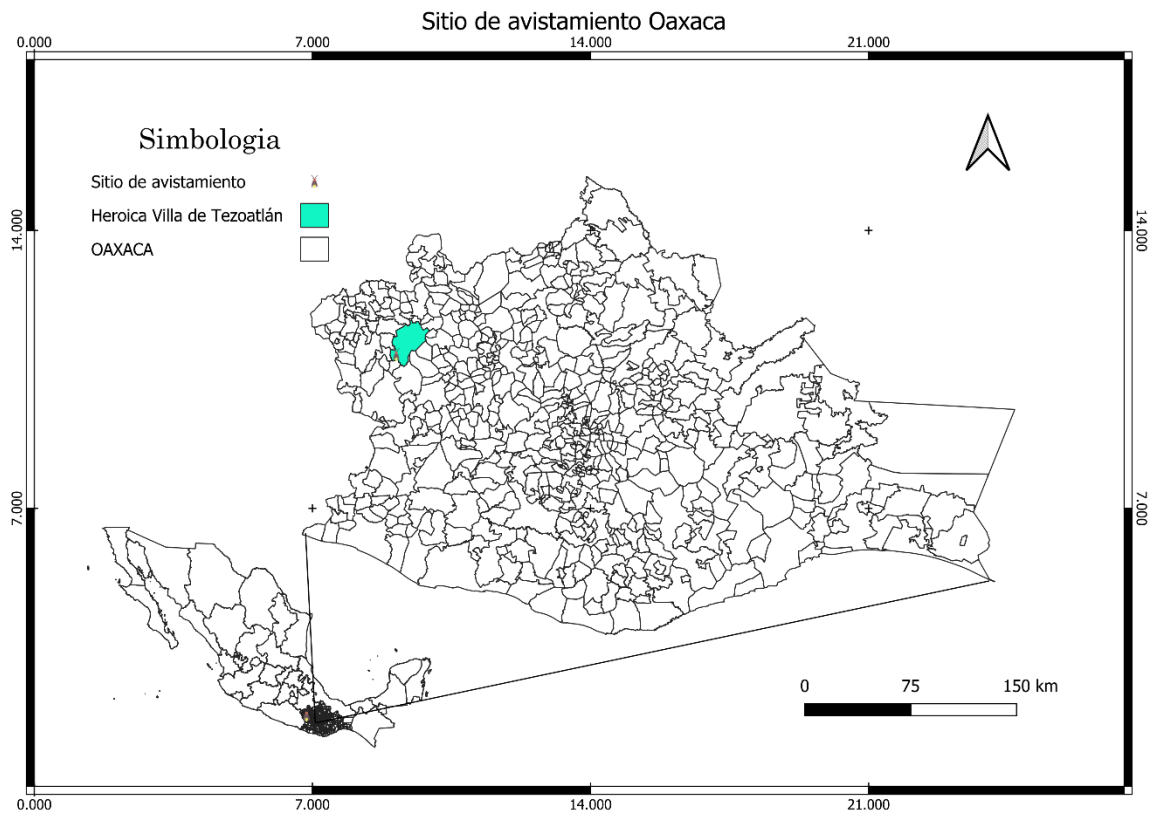 Sitio de avistamiento Oaxaca
0.000 7.000 14.000 21.000
Simbologia
Sitio de avistamiento
Heroica Villa de Tezoatlán
OAXACA
14.000 14.000
7.000 7.000
0 75 150 km
0.000 7.000 14.000 21.000